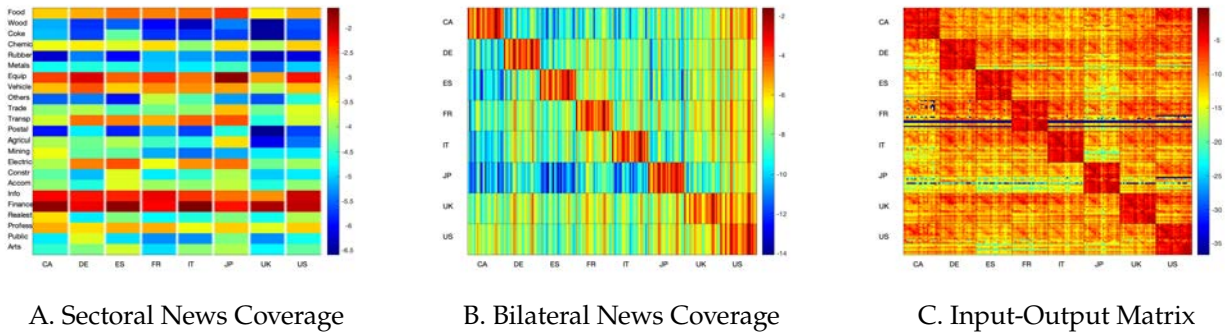 Food
Wood
Coke
Chemic
Rubber
Metals
Equip
Vehicle
Others
Trade
Transp
Postal
Agricul
Mining
Electric
Constr
Accom
Info
Finance
Realest
Profess
Public
Arts
CA DE ES FR IT JP UK US
-2
-2.5
-3
-3.5
-4
-4.5
-5
-5.5
-6
-6.5
A. Sectoral News Coverage
CA
DE
ES
FR
IT
JP
UK
US
CA DE ES FR IT JP UK US
-2
-4
-6
-8
-10
-12
-14
B. Bilateral News Coverage
CA
DE
ES
FR
IT
JP
UK
US
CA DE ES FR IT JP UK US
-5
-10
-15
-20
-25
-30
-35
C. Input-Output Matrix